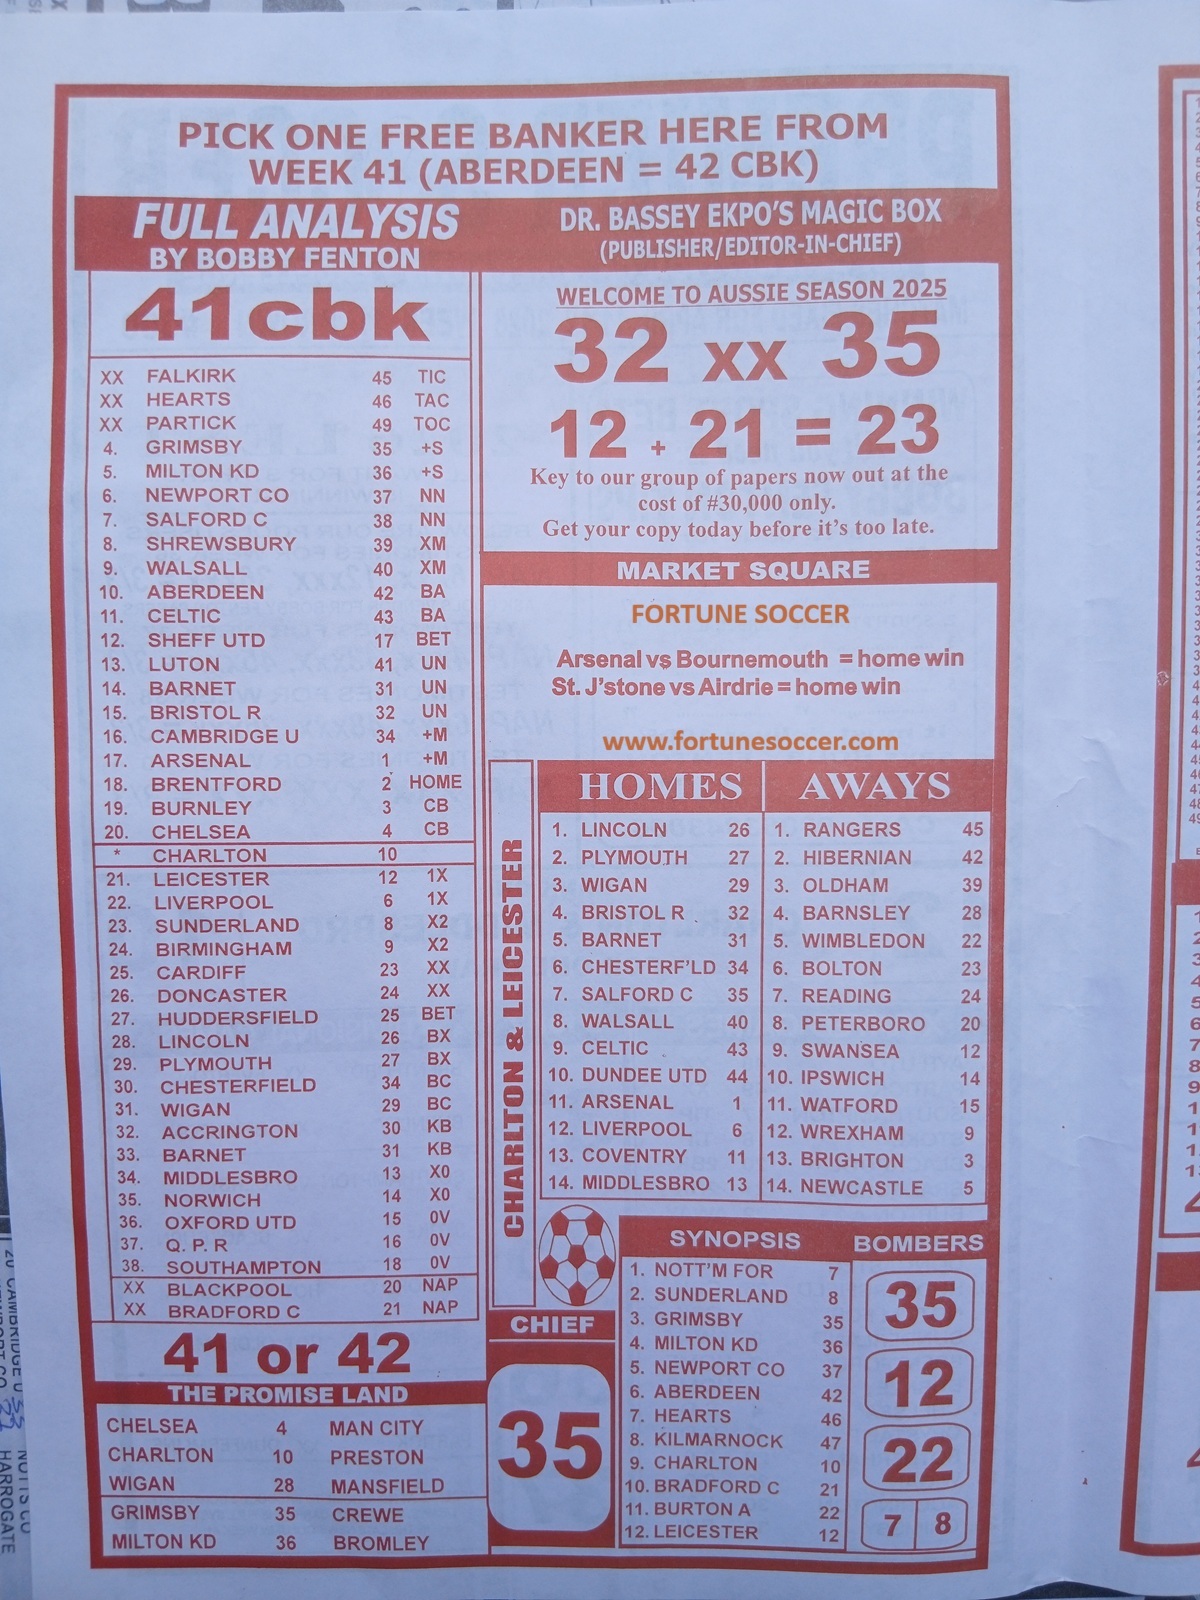 PICK ONE FREE BANKER HERE FROM
WEEK 41 (ABERDEEN = 42 CBK)
FULL ANALYSIS
BY BOBBY FENTON
DR. BASSEY EKPO'S MAGIC BOX
(PUBLISHER/EDITOR-IN-CHIEF)
41cbk
XX FALKIRK 45 TIC
XX HEARTS 46 TAC
XX PARTICK 49 TOC
4. GRIMSBY 35 +S
5. MILTON KD 36 +S
6. NEWPORT CO 37 NN
7. SALFORD C 38 NN
8. SHREWSBURY 39 XM
9. WALSALL 40 XM
10. ABERDEEN 42 BA
11. CELTIC 43 BA
12. SHEFF UTD 17 BET
13. LUTON 41 UN
14. BARNET 31 UN
15. BRISTOL R 32 UN
16. CAMBRIDGE U 34 +M
17. ARSENAL 1 +M
18. BRENTFORD 2 HOME
19. BURNLEY 3 CB
20. CHELSEA 4 CB
* CHARLTON 10
21. LEICESTER 12 1X
22. LIVERPOOL 6 1X
23. SUNDERLAND 8 X2
24. BIRMINGHAM 9 X2
25. CARDIFF 23 XX
26. DONCASTER 24 XX
27. HUDDERSFIELD 25 BET
28. LINCOLN 26 BX
29. PLYMOUTH 27 BX
30. CHESTERFIELD 34 BC
31. WIGAN 29 BC
32. ACCRINGTON 30 KB
33. BARNET 31 KB
34. MIDDLESBRO 13 X0
35. NORWICH 14 X0
36. OXFORD UTD 15 0V
37. Q. P. R 16 0V
38. SOUTHAMPTON 18 0V
XX BLACKPOOL 20 NAP
XX BRADFORD C 21 NAP
41 or 42
THE PROMISE LAND
CHELSEA 4 MAN CITY
CHARLTON 10 PRESTON
WIGAN 28 MANSFIELD
GRIMSBY 35 CREWE
MILTON KD 36 BROMLEY
WELCOME TO AUSSIE SEASON 2025
32 xx 35
12 + 21 = 23
Key to our group of papers now out at the
cost of #30,000 only.
Get your copy today before it's too late.
MARKET SQUARE
FORTUNE SOCCER
Arsenal vs Bournemouth = home win
St. J'stone vs Airdrie = home win
www.fortunesoccer.com
CHARLTON & LEICESTER
HOMES
1. LINCOLN 26
2. PLYMOUTH 27
3. WIGAN 29
4. BRISTOL R 32
5. BARNET 31
6. CHESTERF'LD 34
7. SALFORD C 35
8. WALSALL 40
9. CELTIC 43
10. DUNDEE UTD 44
11. ARSENAL 1
12. LIVERPOOL 6
13. COVENTRY 11
14. MIDDLESBRO 13
AWAYS
1. RANGERS 45
2. HIBERNIAN 42
3. OLDHAM 39
4. BARNSLEY 28
5. WIMBLEDON 22
6. BOLTON 23
7. READING 24
8. PETERBORO 20
9. SWANSEA 12
10. IPSWICH 14
11. WATFORD 15
12. WREXHAM 9
13. BRIGHTON 3
14. NEWCASTLE 5
CHIEF
35
SYNOPSIS
1. NOTT'M FOR 7
2. SUNDERLAND 8
3. GRIMSBY 35
4. MILTON KD 36
5. NEWPORT CO 37
6. ABERDEEN 42
7. HEARTS 46
8. KILMARNOCK 47
9. CHARLTON 10
10. BRADFORD C 21
11. BURTON A 22
12. LEICESTER 12
BOMBERS
35
12
22
7 8